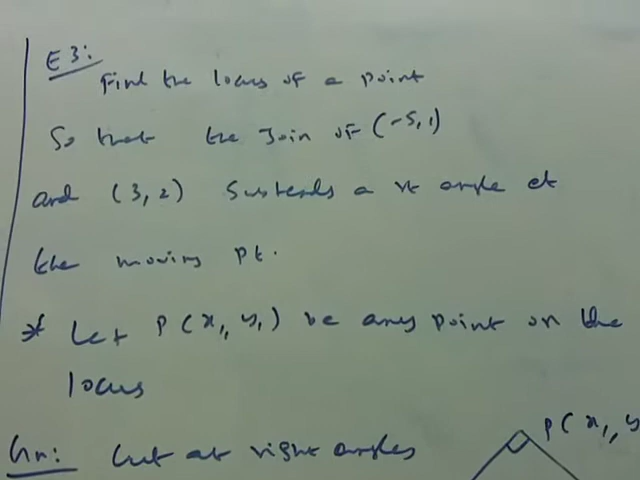 E3:
Find the locus of a point
So that the Join of (-5,1)
and (3,2) Subtends a rt angle at
the moving pt.
* Let P(x1, y1) be any point on the
locus
P(x1, y
Gn: Cut at right angles